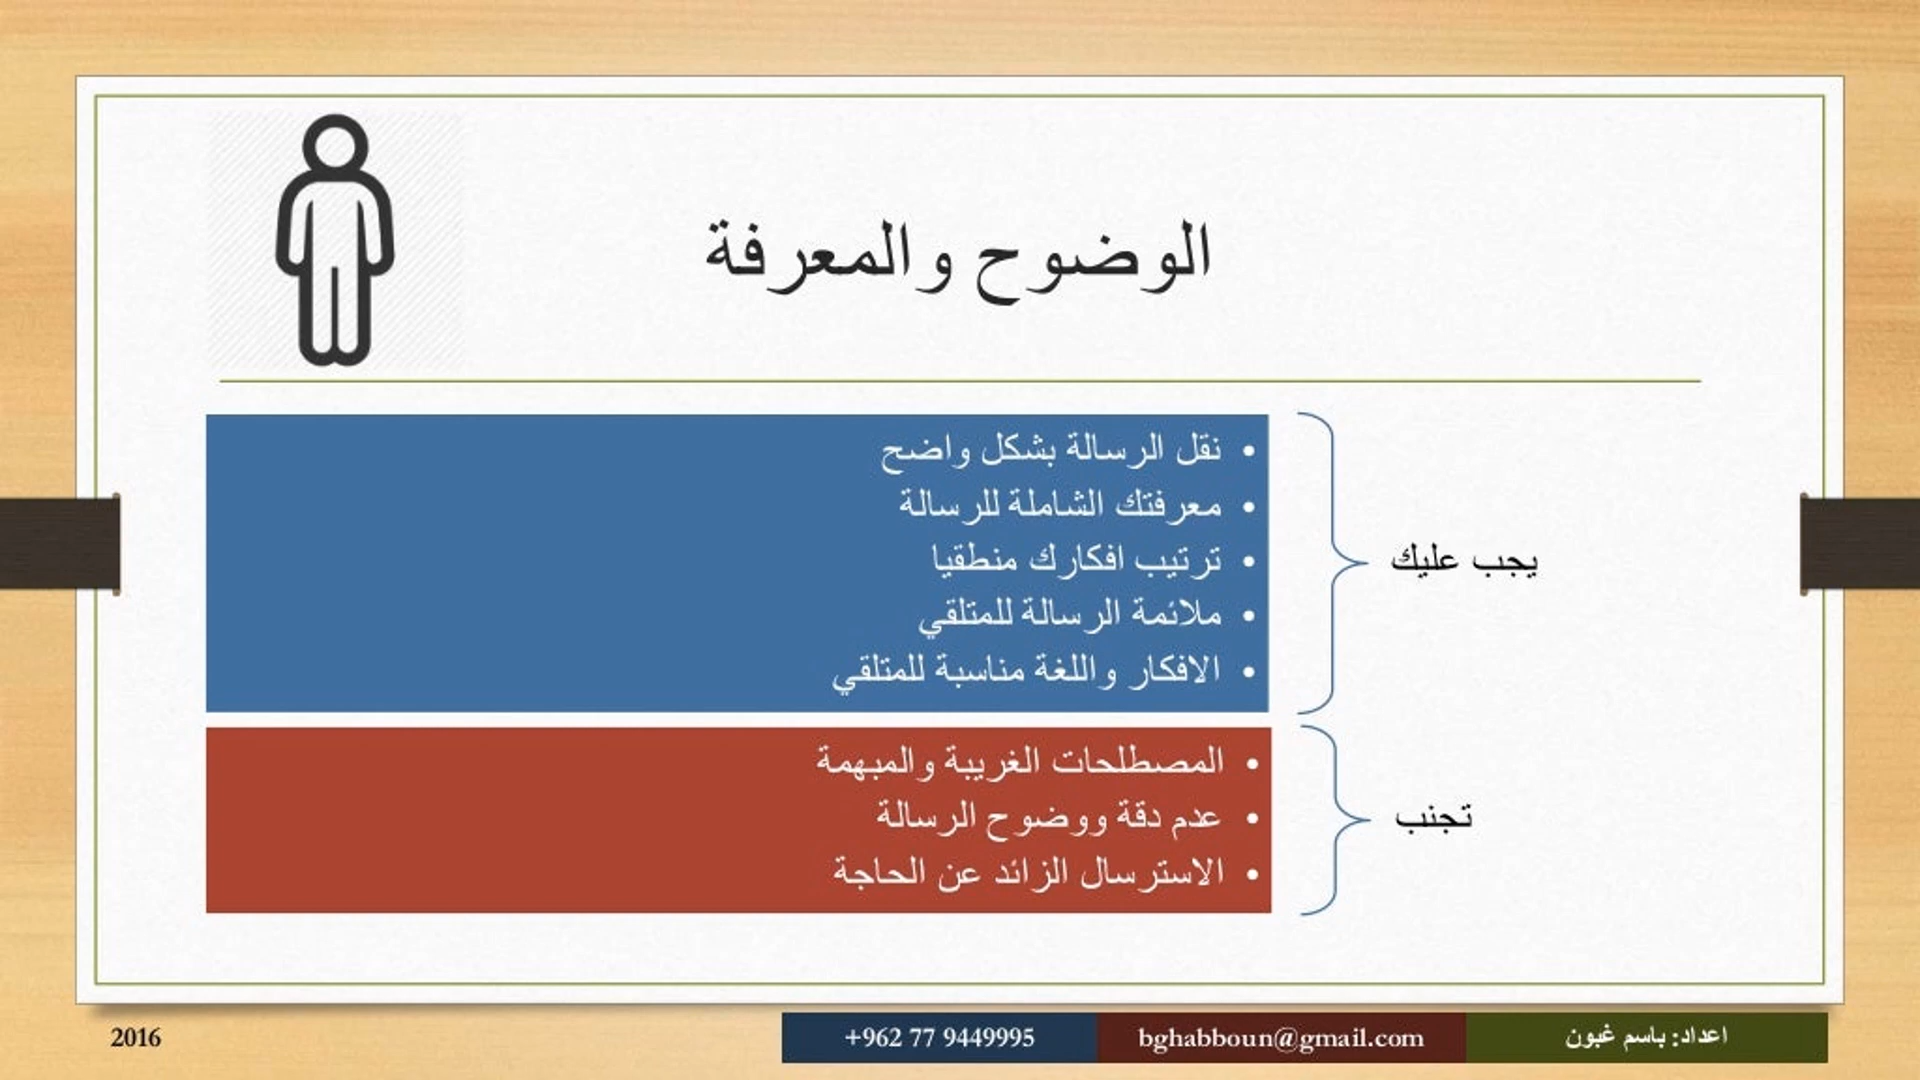 الوضوح والمعرفة
يجب عليك
• نقل الرسالة بشكل واضح
• معرفتك الشاملة للرسالة
• ترتيب افكارك منطقيا
• ملائمة الرسالة للمتلقي
• الافكار واللغة مناسبة للمتلقي
تجنب
• المصطلحات الغريبة والمبهمة
• عدم دقة ووضوح الرسالة
• الاسترسال الزائد عن الحاجة
اعداد: باسم غبون
bghabboun@gmail.com
+962 77 9449995
2016